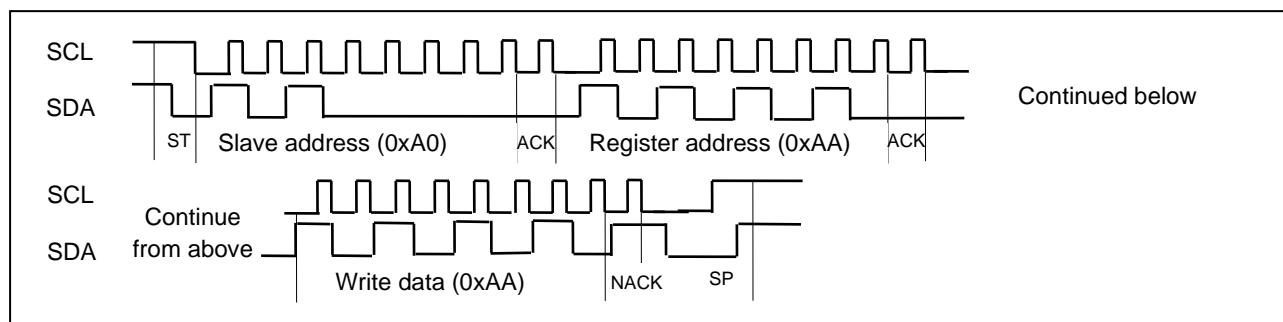 SCL
SDA
Continued below
ST Slave address (0xA0) ACK Register address (0xAA) ACK
SCL
Continue
from above
SDA
Write data (0xAA) NACK SP